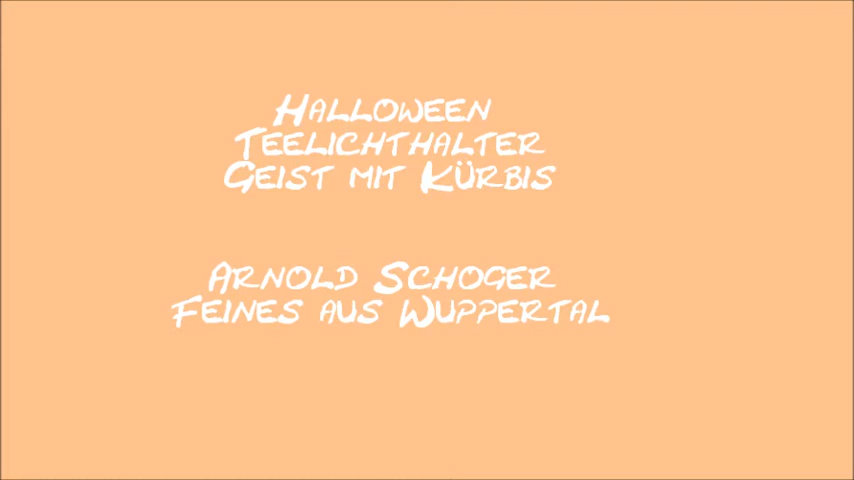 Halloween
Teelichthalter
Geist mit Kürbis
Arnold Schoger
Feines aus Wuppertal